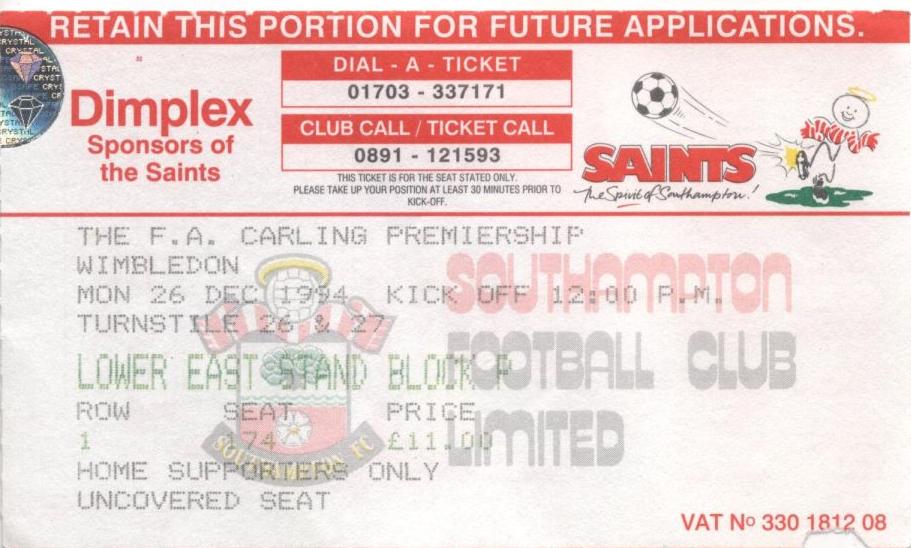 RETAIN THIS PORTION FOR FUTURE APPLICATIONS.
Dimplex
Sponsors of
the Saints
DIAL - A - TICKET
01703 - 337171
CLUB CALL / TICKET CALL
0891 - 121593
THIS TICKET IS FOR THE SEAT STATED ONLY.
PLEASE TAKE UP YOUR POSITION AT LEAST 30 MINUTES PRIOR TO
KICK-OFF.
SAINTS
The Spirit of Southampton!
THE F.A. CARLING PREMIERSHIP
WIMBLEDON
MON 26 DEC 1994 KICK OFF 12:00 P.M.
TURNSTILE 26 & 27
LOWER EAST STAND BLOCK P
ROW SEAT PRICE
1 174 £11.00
HOME SUPPORTERS ONLY
UNCOVERED SEAT
SOUTHAMPTON
FOOTBALL CLUB
LIMITED
SOUTHAMPTON FC
VAT No 330 1812 08